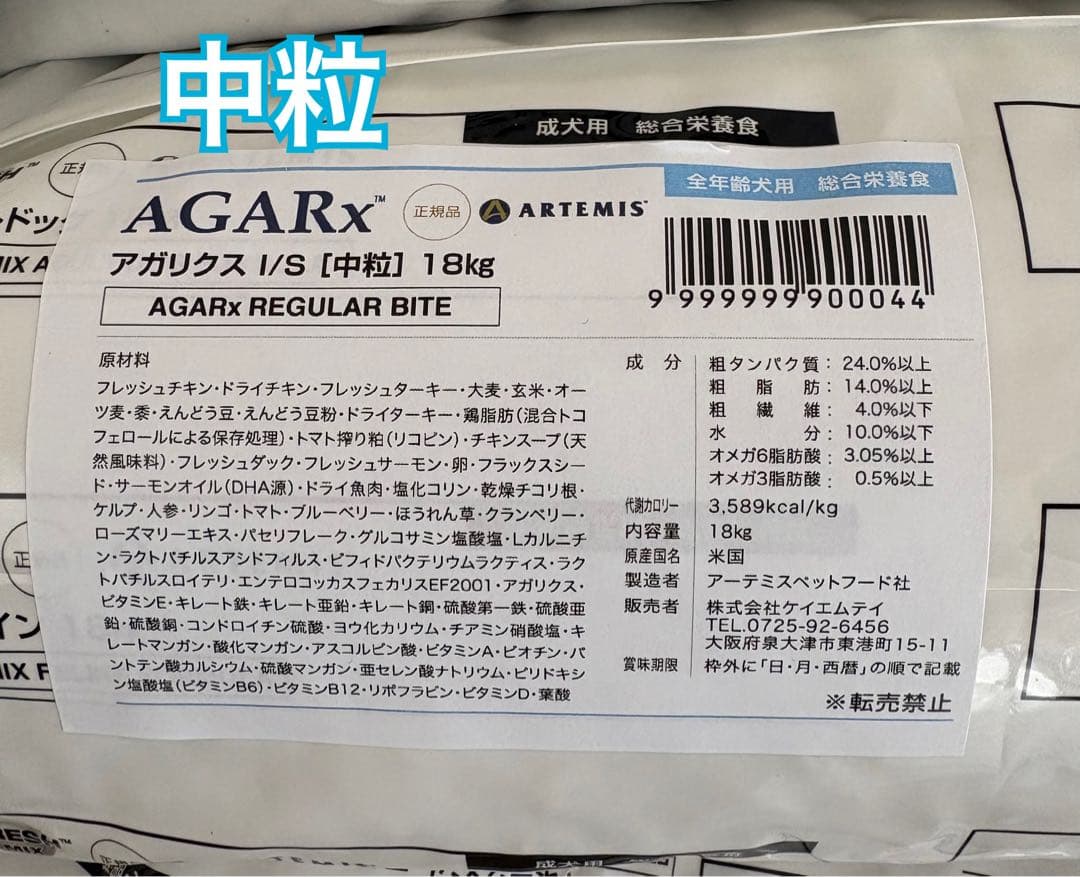 中粒
成犬用 総合栄養食
全年齢犬用 総合栄養食
AGARx™ 正規品 ARTEMIS
アガリクス I/S [中粒] 18kg
AGARx REGULAR BITE
9 999999 900044
原材料
フレッシュチキン・ドライチキン・フレッシュターキー・大麦・玄米・オー
ツ麦・黍・えんどう豆・えんどう豆粉・ドライターキー・鶏脂肪(混合トコ
フェロールによる保存処理)・トマト搾り粕(リコピン)・チキンスープ(天
然風味料)・フレッシュダック・フレッシュサーモン・卵・フラックスシー
ド・サーモンオイル(DHA源)・ドライ魚肉・塩化コリン・乾燥チコリ根・
ケルプ・人参・リンゴ・トマト・ブルーベリー・ほうれん草・クランベリー・
ローズマリーエキス・パセリフレーク・グルコサミン塩酸塩・Lカルニチ
ン・ラクトバチルスアシドフィルス・ビフィドバクテリウムラクティス・ラク
トバチルスロイテリ・エンテロコッカスフェカリスEF2001・アガリクス・
ビタミンE・キレート鉄・キレート亜鉛・キレート銅・硫酸第一鉄・硫酸亜
鉛・硫酸銅・コンドロイチン硫酸・ヨウ化カリウム・チアミン硝酸塩・キ
レートマンガン・酸化マンガン・アスコルビン酸・ビタミンA・ビオチン・パ
ントテン酸カルシウム・硫酸マンガン・亜セレン酸ナトリウム・ピリドキシ
ン塩酸塩(ビタミンB6)・ビタミンB12・リボフラビン・ビタミンD・葉酸
成分 粗タンパク質: 24.0%以上
粗脂肪: 14.0%以上
粗繊維: 4.0%以下
水分: 10.0%以下
オメガ6脂肪酸: 3.05%以上
オメガ3脂肪酸: 0.5%以上
代謝カロリー 3,589kcal/kg
内容量 18kg
原産国名 米国
製造者 アーテミスペットフード社
販売者 株式会社ケイエムテイ
TEL.0725-92-6456
大阪府泉大津市東港町15-11
賞味期限 枠外に「日・月・西暦」の順で記載
※転売禁止